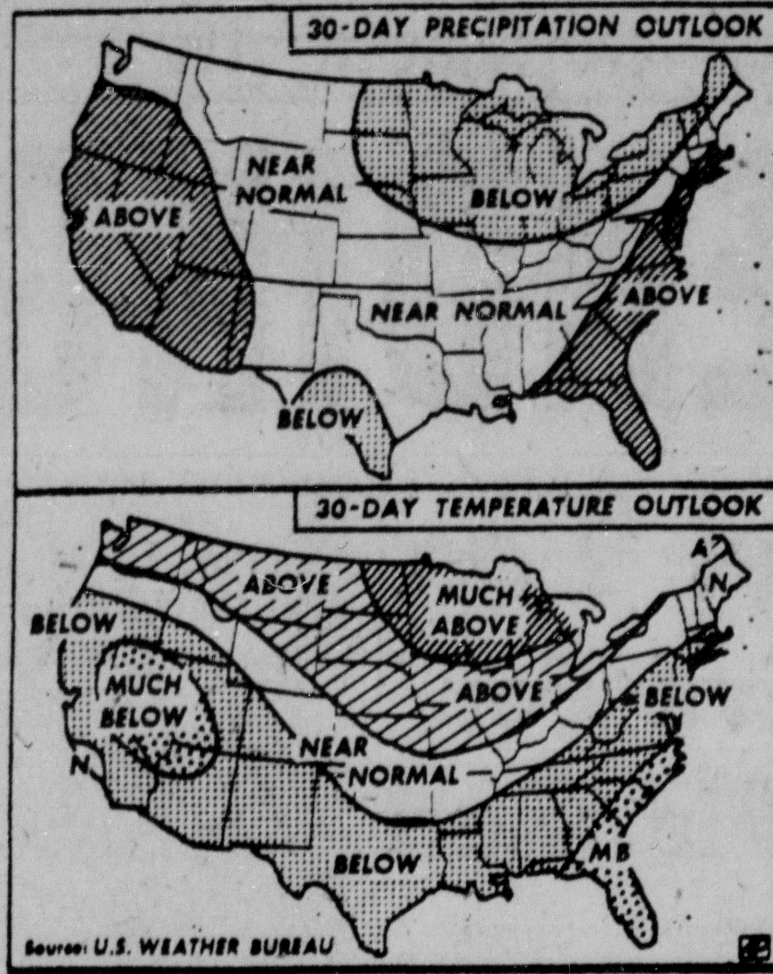 30-DAY PRECIPITATION OUTLOOK
NEAR
NORMAL
ABOVE
BELOW
NEAR NORMAL
ABOVE
BELOW
30-DAY TEMPERATURE OUTLOOK
A
N
ABOVE
MUCH
ABOVE
BELOW
MUCH
BELOW
ABOVE
BELOW
N
NEAR
NORMAL
MB
BELOW
Source: U.S. WEATHER BUREAU